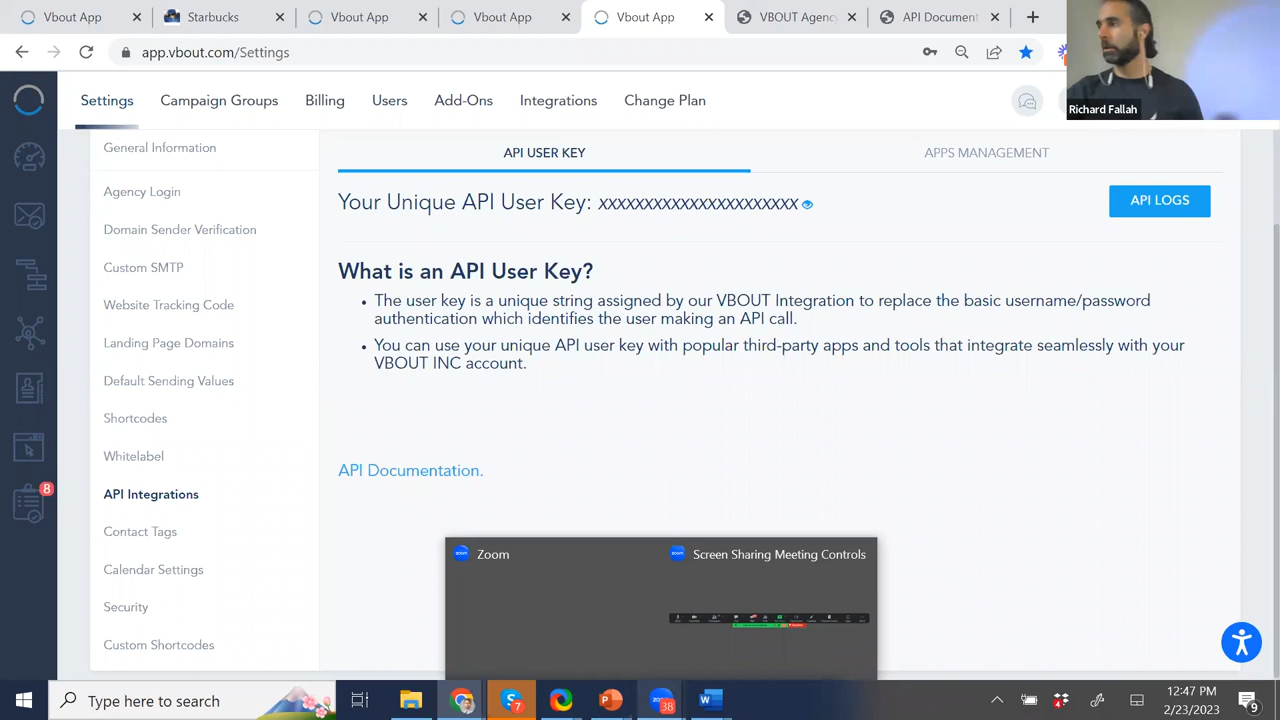 Vbout App
Starbucks
Vbout App
Vbout App
Vbout App
VBOUT Agenc
API Document
app.vbout.com/Settings
Richard Fallah
Settings
Campaign Groups
Billing
Users
Add-Ons
Integrations
Change Plan
General Information
Agency Login
Domain Sender Verification
Custom SMTP
Website Tracking Code
Landing Page Domains
Default Sending Values
Shortcodes
Whitelabel
API Integrations
Contact Tags
Calendar Settings
Security
Custom Shortcodes
8
API USER KEY
APPS MANAGEMENT
Your Unique API User Key: xxxxxxxxxxxxxxxxxxxxxx
API LOGS
What is an API User Key?
• The user key is a unique string assigned by our VBOUT Integration to replace the basic username/password
authentication which identifies the user making an API call.
• You can use your unique API user key with popular third-party apps and tools that integrate seamlessly with your
VBOUT INC account.
API Documentation.
zoom
Zoom
zoom
Screen Sharing Meeting Controls
Type here to search
7
38
4
12:47 PM
2/23/2023
9